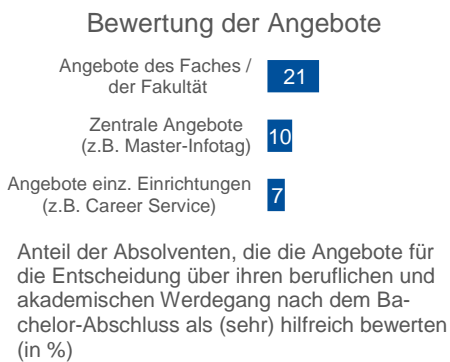 Bewertung der Angebote
Angebote des Faches /
der Fakultät
21
Zentrale Angebote
(z.B. Master-Infotag)
10
Angebote einz. Einrichtungen
(z.B. Career Service)
7
Anteil der Absolventen, die die Angebote für
die Entscheidung über ihren beruflichen und
akademischen Werdegang nach dem Ba-
chelor-Abschluss als (sehr) hilfreich bewerten
(in %)